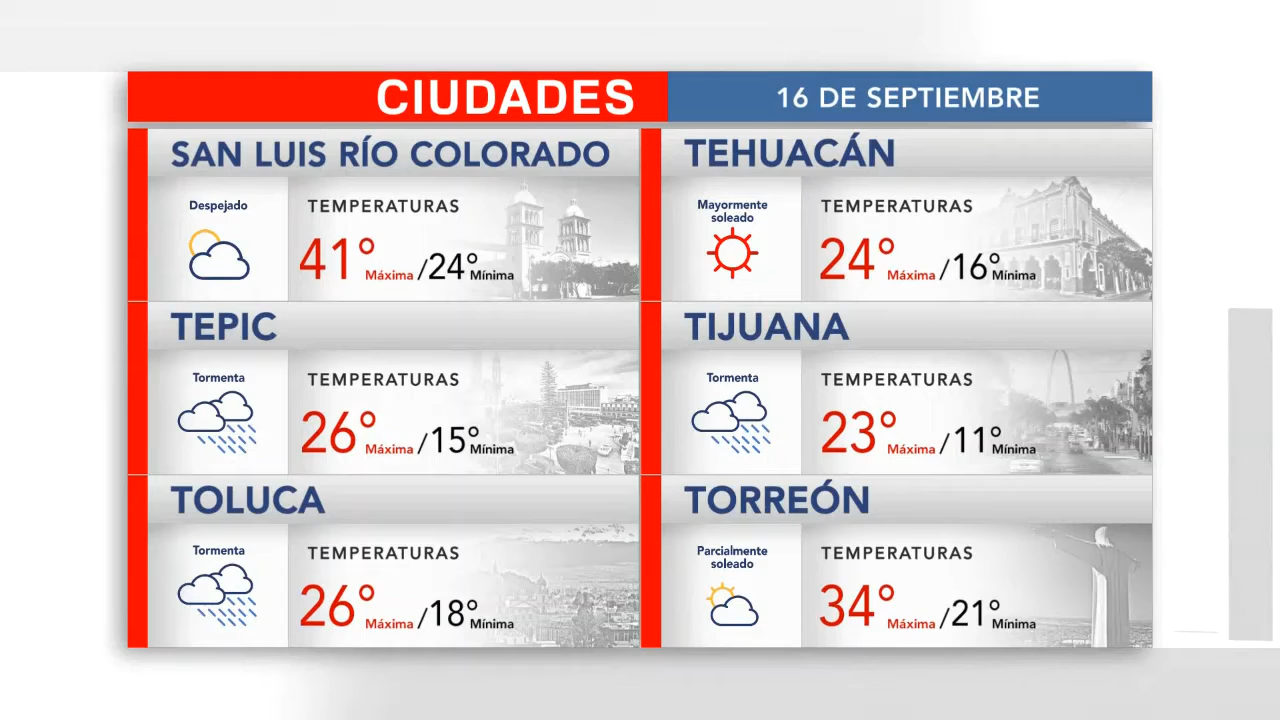 CIUDADES
16 DE SEPTIEMBRE
SAN LUIS RÍO COLORADO
Despejado
TEMPERATURAS
41° Máxima /24° Mínima
TEHUACÁN
Mayormente
soleado
TEMPERATURAS
24° Máxima /16° Mínima
TEPIC
Tormenta
TEMPERATURAS
26° Máxima /15° Mínima
TIJUANA
Tormenta
TEMPERATURAS
23° Máxima /11° Mínima
TOLUCA
Tormenta
TEMPERATURAS
26° Máxima /18° Mínima
TORREÓN
Parcialmente
soleado
TEMPERATURAS
34° Máxima /21° Mínima